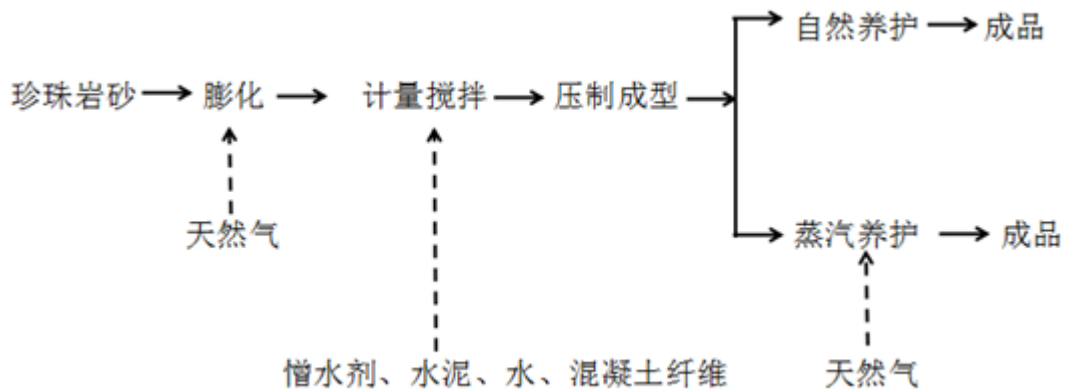 自然养护 成品
珍珠岩砂 膨化 计量搅拌 压制成型
天然气
蒸汽养护 成品
憎水剂、水泥、水、混凝土纤维 天然气